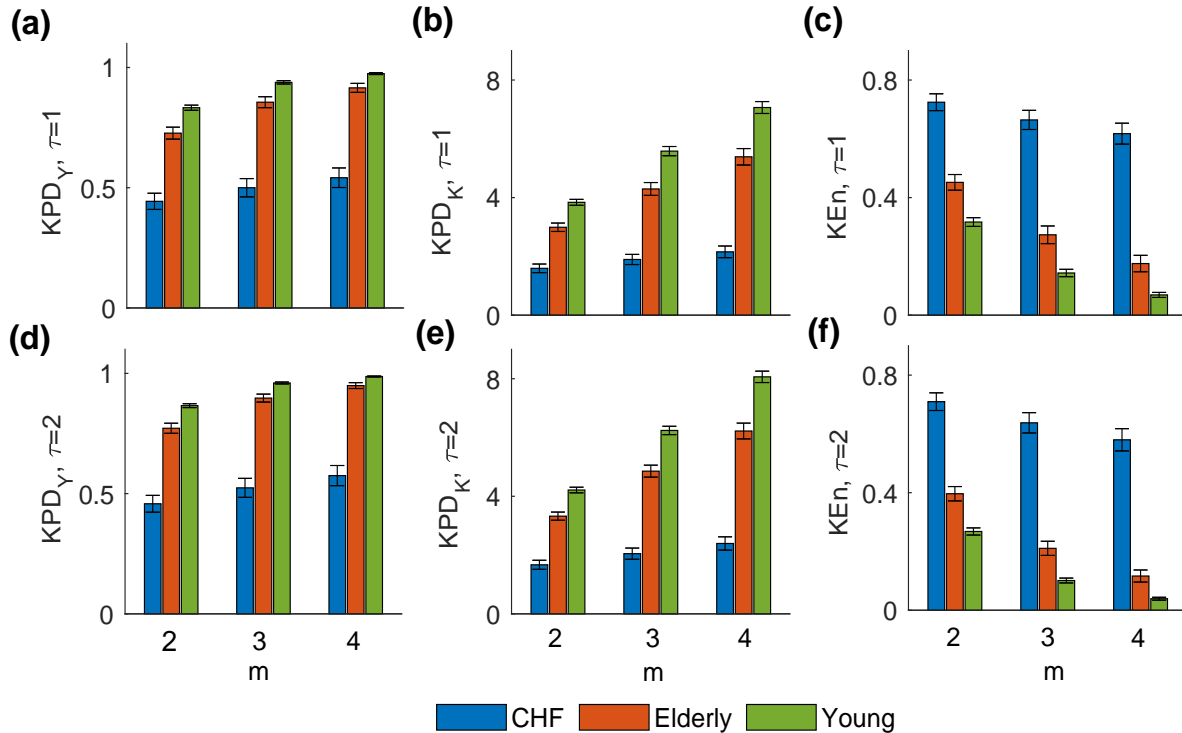 (a)
(b)
(c)
KPD_Y, τ=1
1
0.5
0
KPD_K, τ=1
8
4
0
KEn, τ=1
0.8
0.4
0
(d)
(e)
(f)
KPD_Y, τ=2
1
0.5
0
2 3 4
m
KPD_K, τ=2
8
4
0
2 3 4
m
KEn, τ=2
0.8
0.4
0
2 3 4
m
CHF Elderly Young